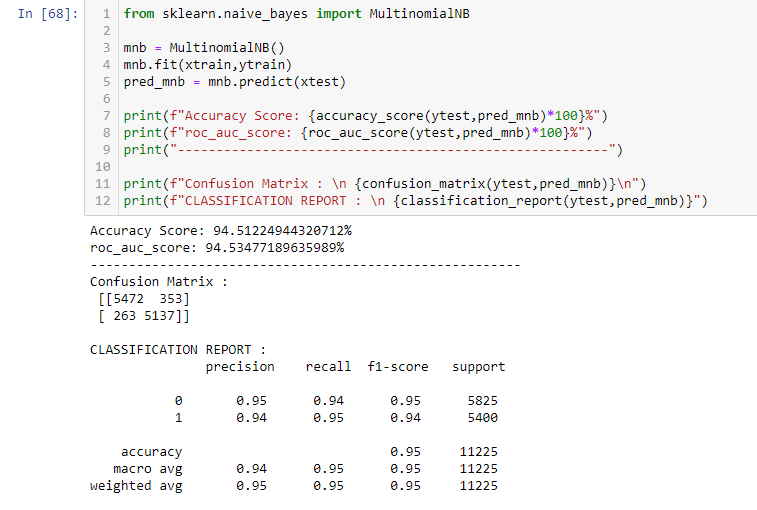 In [68]:
1 from sklearn.naive_bayes import MultinomialNB
2
3 mnb = MultinomialNB()
4 mnb.fit(xtrain,ytrain)
5 pred_mnb = mnb.predict(xtest)
6
7 print(f"Accuracy Score: {accuracy_score(ytest,pred_mnb)*100}%")
8 print(f"roc_auc_score: {roc_auc_score(ytest,pred_mnb)*100}%")
9 print("--------------------------------------------------------")
10
11 print(f"Confusion Matrix : \n {confusion_matrix(ytest,pred_mnb)}\n")
12 print(f"CLASSIFICATION REPORT : \n {classification_report(ytest,pred_mnb)}")
Accuracy Score: 94.51224944320712%
roc_auc_score: 94.53477189635989%
--------------------------------------------------------
Confusion Matrix :
[[5472  353]
[ 263 5137]]
CLASSIFICATION REPORT :
precision    recall  f1-score   support
0       0.95      0.94      0.95      5825
1       0.94      0.95      0.94      5400
accuracy                           0.95     11225
macro avg       0.94      0.95      0.95     11225
weighted avg       0.95      0.95      0.95     11225